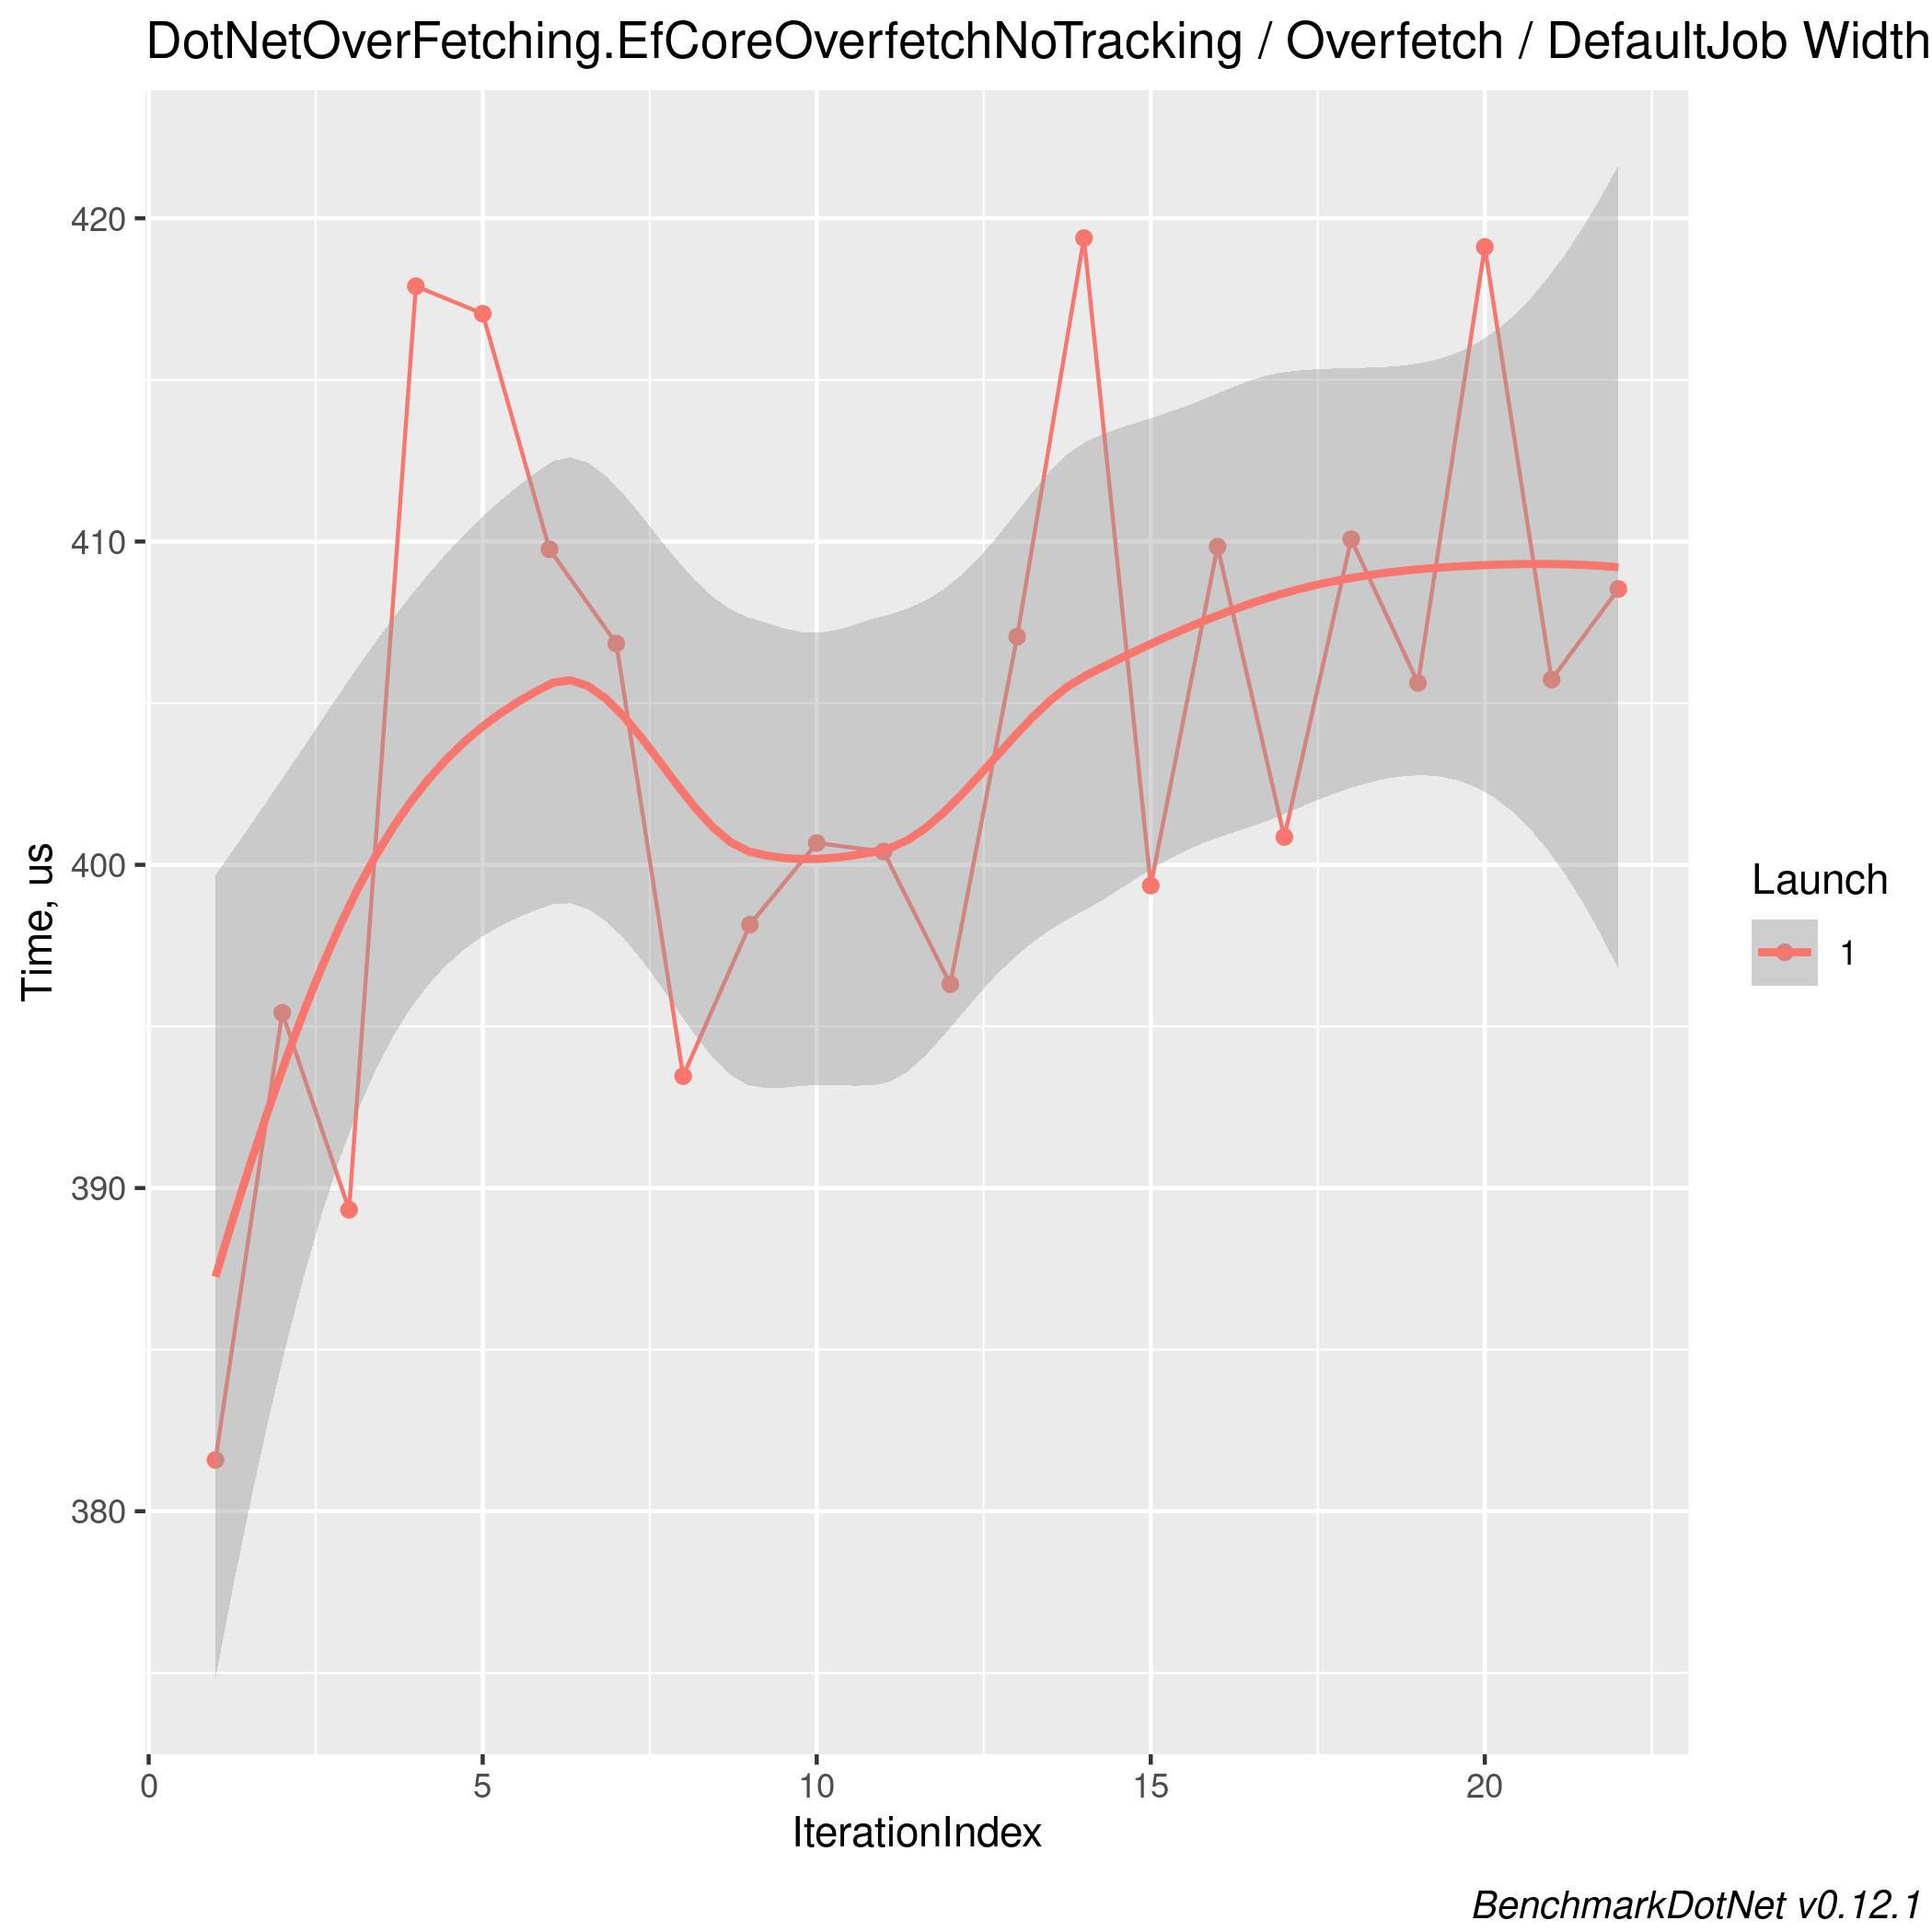 DotNetOverFetching.EfCoreOverfetchNoTracking / Overfetch / DefaultJob Width
Time, us
420
410
400
390
380
0 5 10 15 20
IterationIndex
Launch
1
BenchmarkDotNet v0.12.1